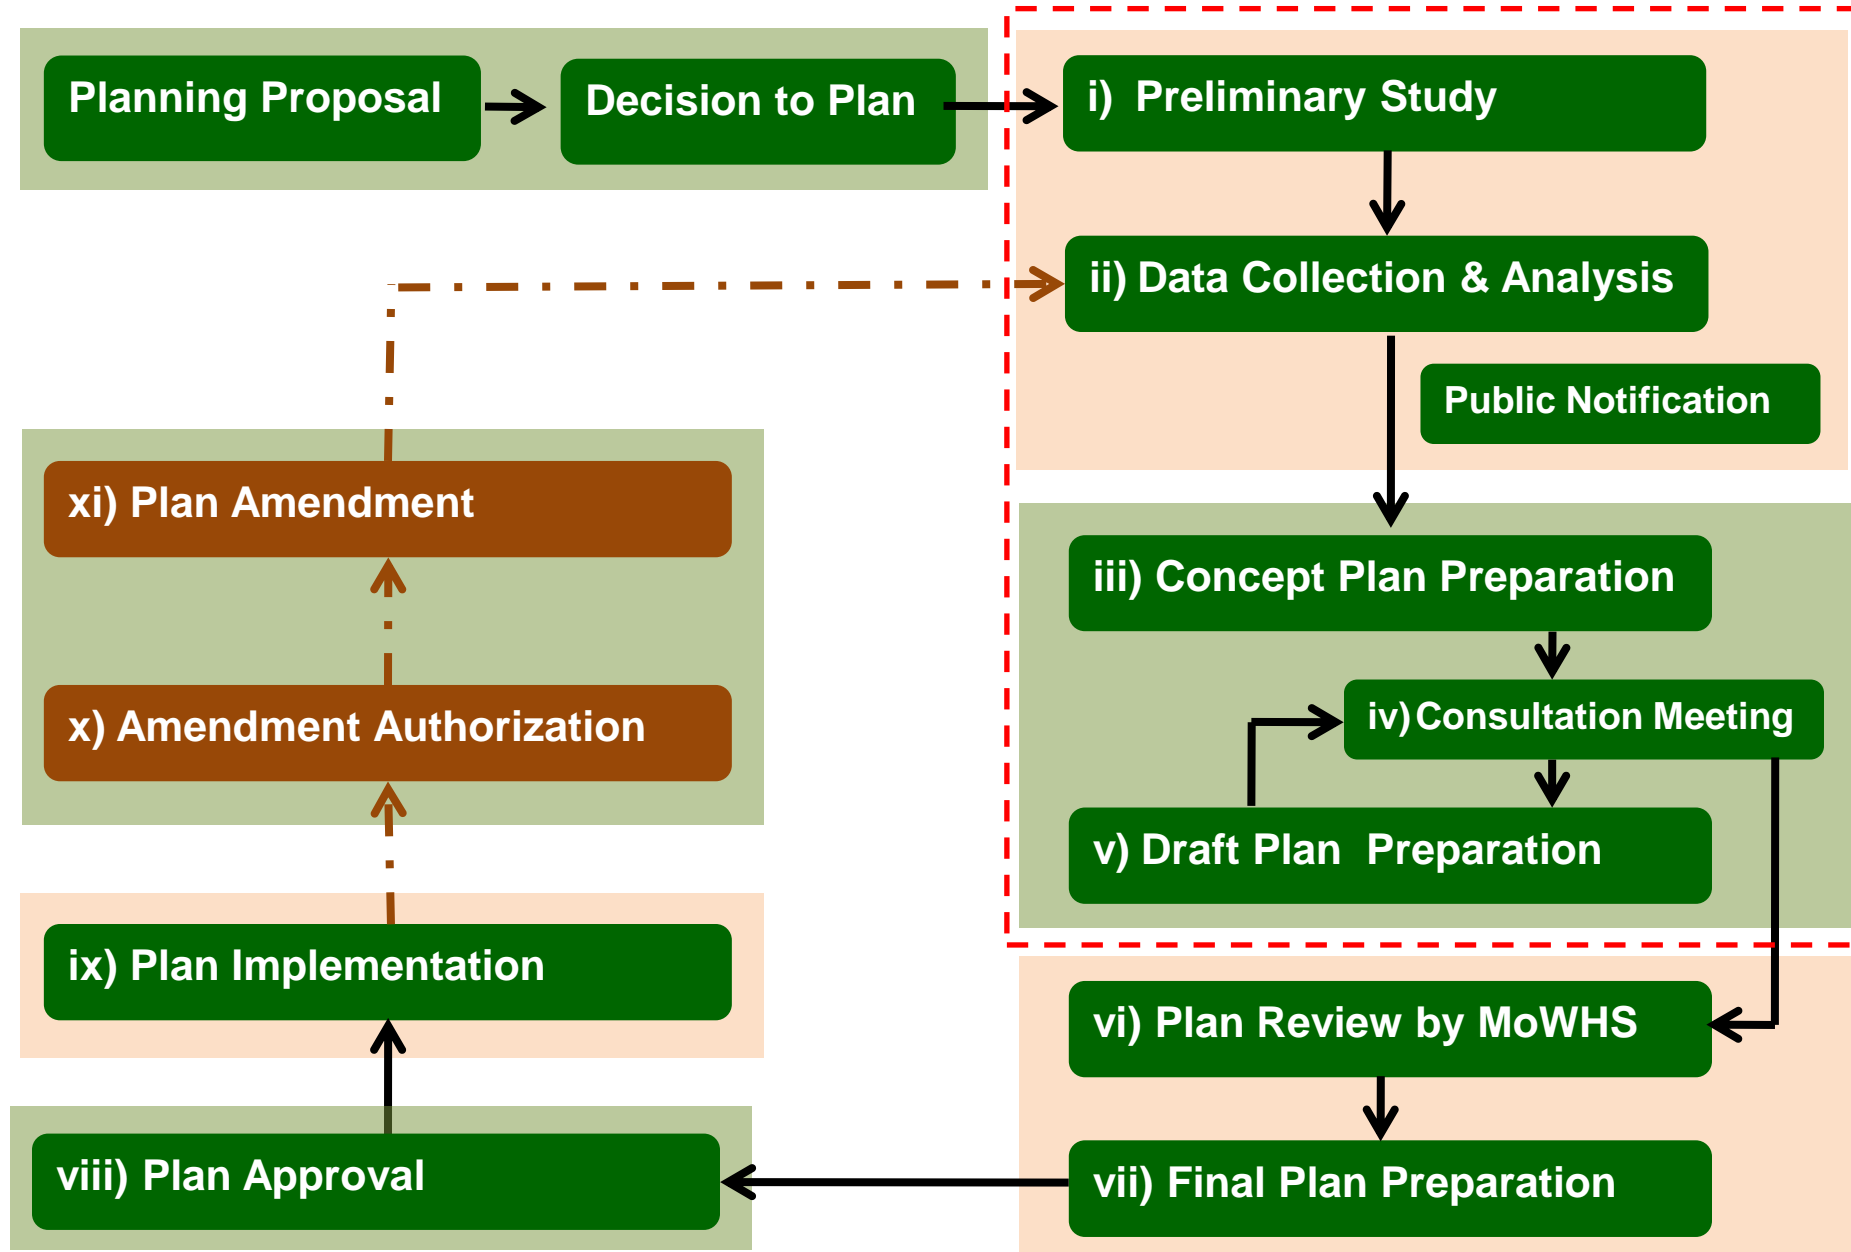 Planning Proposal
Decision to Plan
i) Preliminary Study
ii) Data Collection & Analysis
Public Notification
iii) Concept Plan Preparation
iv) Consultation Meeting
v) Draft Plan Preparation
vi) Plan Review by MoWHS
vii) Final Plan Preparation
viii) Plan Approval
ix) Plan Implementation
x) Amendment Authorization
xi) Plan Amendment